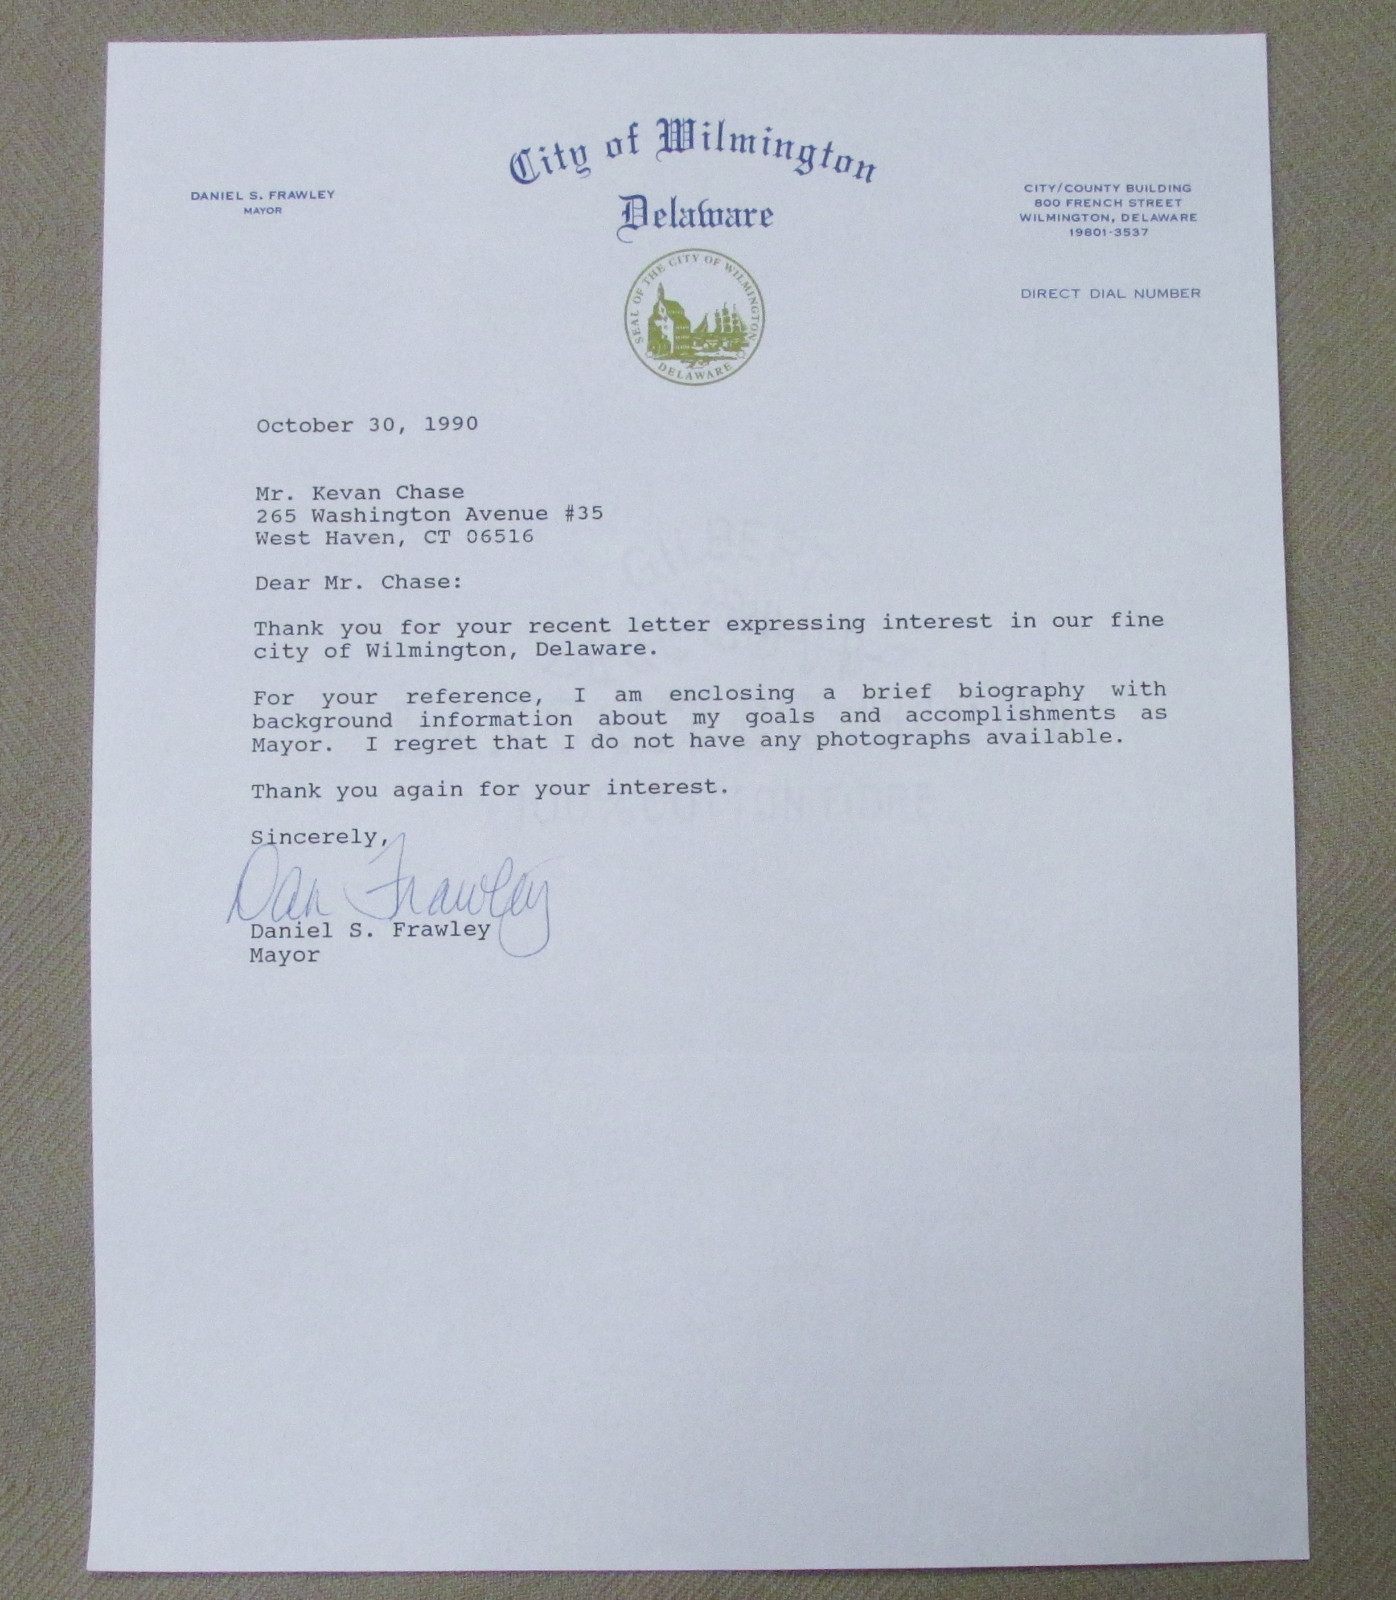 City of Wilmington
Delaware
DANIEL S. FRAWLEY
MAYOR
CITY/COUNTY BUILDING
800 FRENCH STREET
WILMINGTON, DELAWARE
19801-3537
DIRECT DIAL NUMBER
SEAL OF THE CITY OF WILMINGTON
DELAWARE
October 30, 1990
Mr. Kevan Chase
265 Washington Avenue #35
West Haven, CT 06516
Dear Mr. Chase:
Thank you for your recent letter expressing interest in our fine
city of Wilmington, Delaware.
For your reference, I am enclosing a brief biography with
background information about my goals and accomplishments as
Mayor. I regret that I do not have any photographs available.
Thank you again for your interest.
Sincerely,
Dan Frawley
Daniel S. Frawley
Mayor
GILBERT